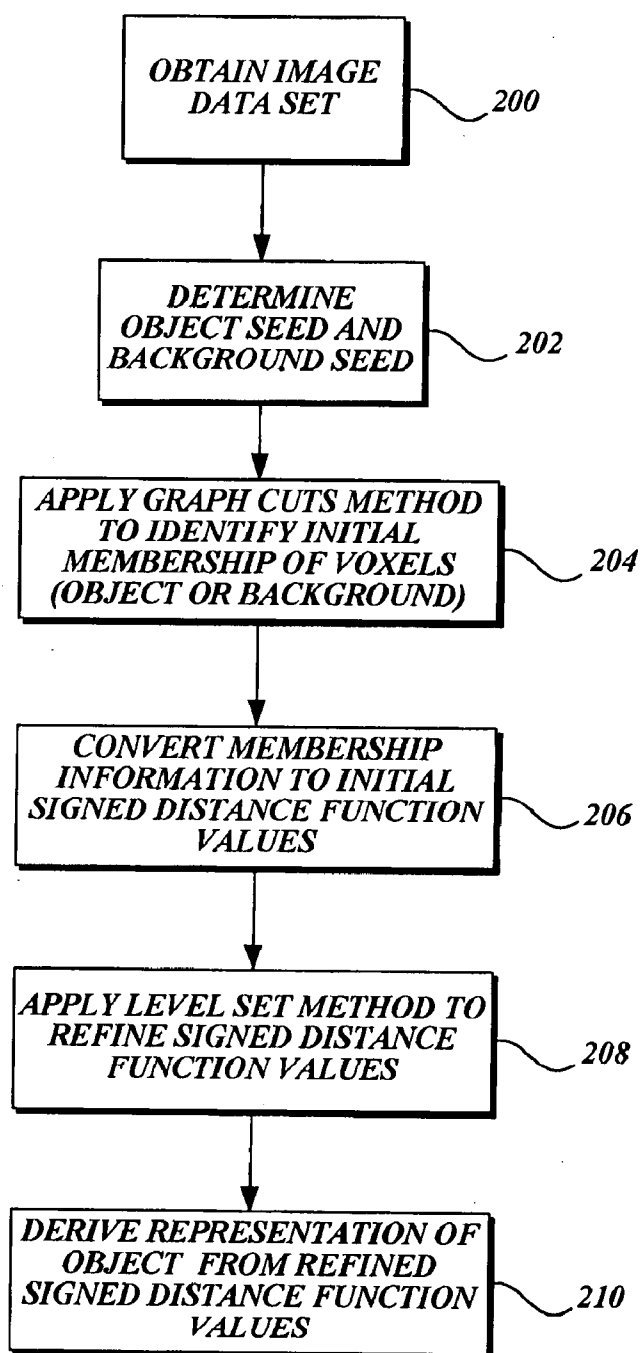 OBTAIN IMAGE
DATA SET
200
DETERMINE
OBJECT SEED AND
BACKGROUND SEED
202
APPLY GRAPH CUTS METHOD
TO IDENTIFY INITIAL
MEMBERSHIP OF VOXELS
(OBJECT OR BACKGROUND)
204
CONVERT MEMBERSHIP
INFORMATION TO INITIAL
SIGNED DISTANCE FUNCTION
VALUES
206
APPLY LEVEL SET METHOD TO
REFINE SIGNED DISTANCE
FUNCTION VALUES
208
DERIVE REPRESENTATION OF
OBJECT FROM REFINED
SIGNED DISTANCE FUNCTION
VALUES
210